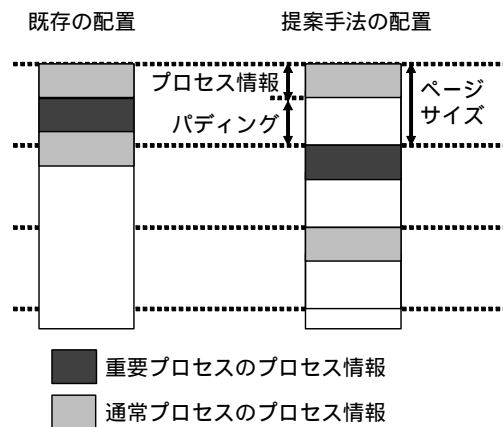 既存の配置
提案手法の配置
プロセス情報
パディング
ページ
サイズ
重要プロセスのプロセス情報
通常プロセスのプロセス情報